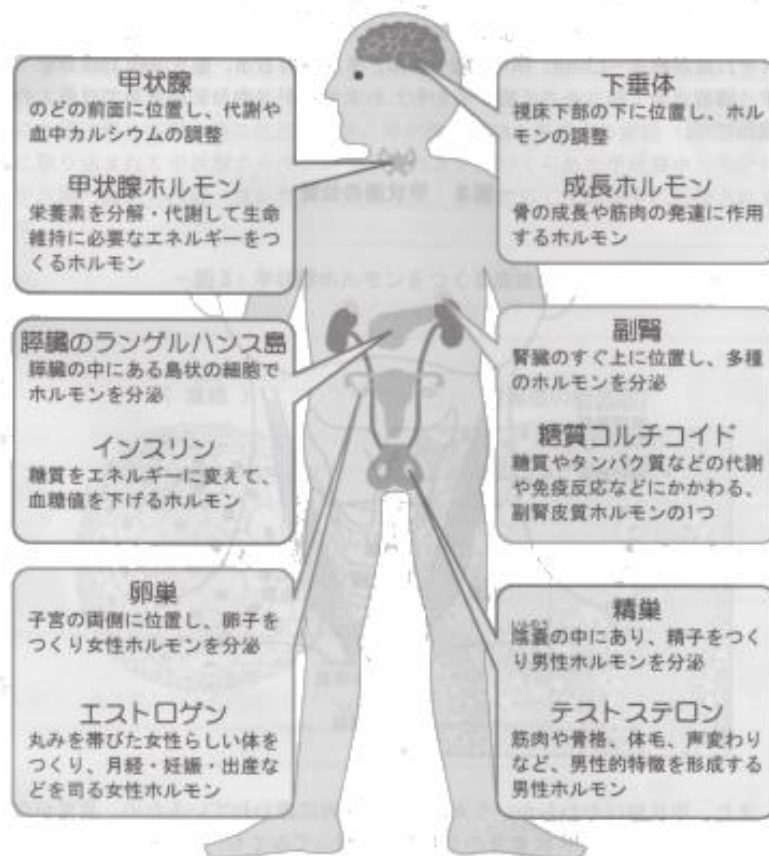 甲状腺
のどの前面に位置し、代謝や
血中カルシウムの調整
甲状腺ホルモン
栄養素を分解・代謝して生命
維持に必要なエネルギーをつ
くるホルモン
下垂体
視床下部の下に位置し、ホル
モンの調整
成長ホルモン
骨の成長や筋肉の発達に作用
するホルモン
膵臓のランゲルハンス島
膵臓の中にある島状の細胞で
ホルモンを分泌
インスリン
糖質をエネルギーに変えて、
血糖値を下げるホルモン
副腎
腎臓のすぐ上に位置し、多種
のホルモンを分泌
糖質コルチコイド
糖質やタンパク質などの代謝
や免疫反応などにかかわる、
副腎皮質ホルモンの1つ
卵巣
子宮の両側に位置し、卵子を
つくり女性ホルモンを分泌
エストロゲン
丸みを帯びた女性らしい体を
つくり、月経・妊娠・出産な
どを司る女性ホルモン
精巣
いんのう
陰嚢の中にあり、精子をつく
り男性ホルモンを分泌
テストステロン
筋肉や骨格、体毛、声変わり
など、男性的特徴を形成する
男性ホルモン